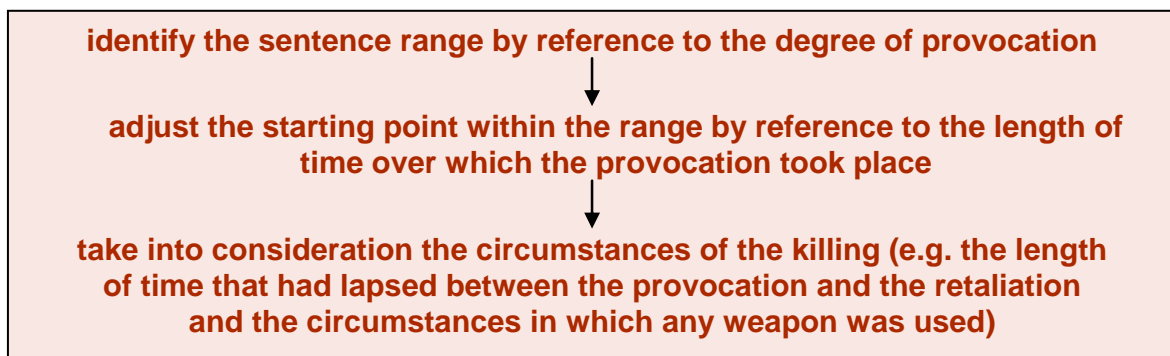 identify the sentence range by reference to the degree of provocation
adjust the starting point within the range by reference to the length of
time over which the provocation took place
take into consideration the circumstances of the killing (e.g. the length
of time that had lapsed between the provocation and the retaliation
and the circumstances in which any weapon was used)